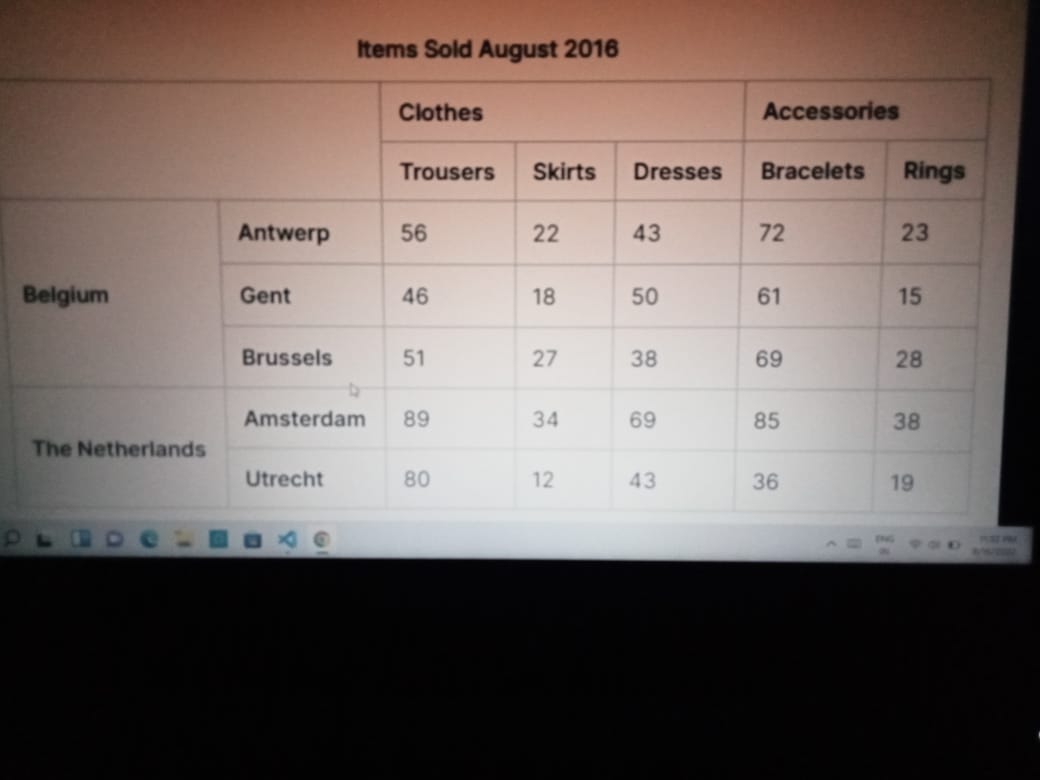 Items Sold August 2016
Clothes Accessories
Trousers Skirts Dresses Bracelets Rings
Antwerp 56 22 43 72 23
Belgium Gent 46 18 50 61 15
Brussels 51 27 38 69 28
Amsterdam 89 34 69 85 38
The Netherlands
Utrecht 80 12 43 36 19
ENG